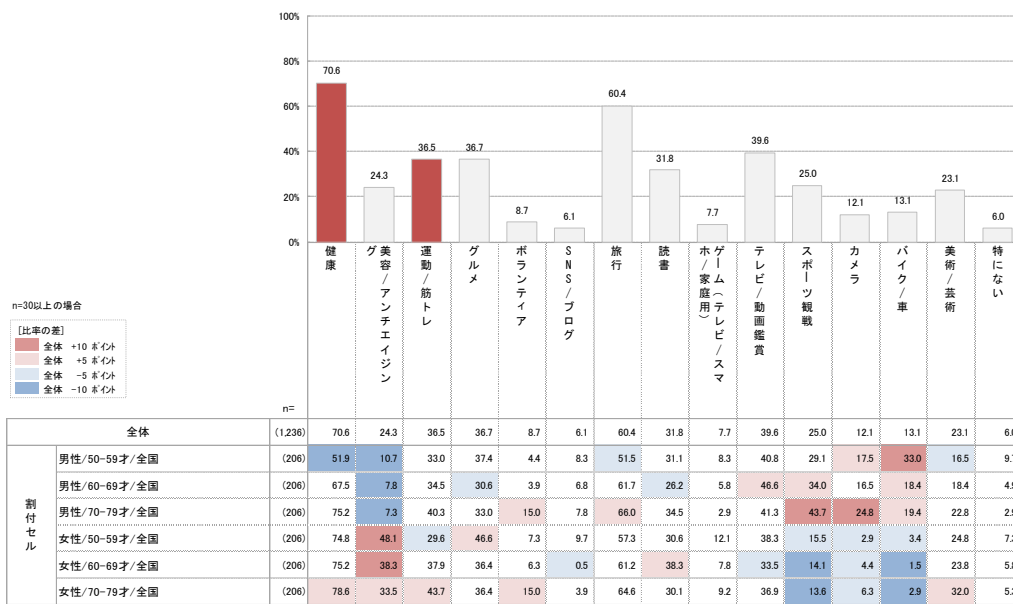 100%
80%
60%
40%
20%
0%
70.6
24.3
36.5
36.7
8.7
6.1
60.4
31.8
7.7
39.6
25.0
12.1
13.1
23.1
6.0
健康
美容/アンチエイジング
運動/筋トレ
グルメ
ボランティア
SNS/ブログ
旅行
読書
ゲーム(テレビ/スマホ/家庭用)
テレビ/動画鑑賞
スポーツ観戦
カメラ
バイク/車
美術/芸術
特にない
n=30以上の場合
[比率の差]
全体 +10 ポイント
全体 +5 ポイント
全体 -5 ポイント
全体 -10 ポイント
n=
全体 (1,236) 70.6 24.3 36.5 36.7 8.7 6.1 60.4 31.8 7.7 39.6 25.0 12.1 13.1 23.1
割付セル
男性/50-59才/全国 (206) 51.9 10.7 33.0 37.4 4.4 8.3 51.5 31.1 8.3 40.8 29.1 17.5 33.0 16.5
男性/60-69才/全国 (206) 67.5 7.8 34.5 30.6 3.9 6.8 61.7 26.2 5.8 46.6 34.0 16.5 18.4 18.4
男性/70-79才/全国 (206) 75.2 7.3 40.3 33.0 15.0 7.8 66.0 34.5 2.9 41.3 43.7 24.8 19.4 22.8
女性/50-59才/全国 (206) 74.8 48.1 29.6 46.6 7.3 9.7 57.3 30.6 12.1 38.3 15.5 2.9 3.4 24.8
女性/60-69才/全国 (206) 75.2 38.3 37.9 36.4 6.3 0.5 61.2 38.3 7.8 33.5 14.1 4.4 1.5 23.8
女性/70-79才/全国 (206) 78.6 33.5 43.7 36.4 15.0 3.9 64.6 30.1 9.2 36.9 13.6 6.3 2.9 32.0